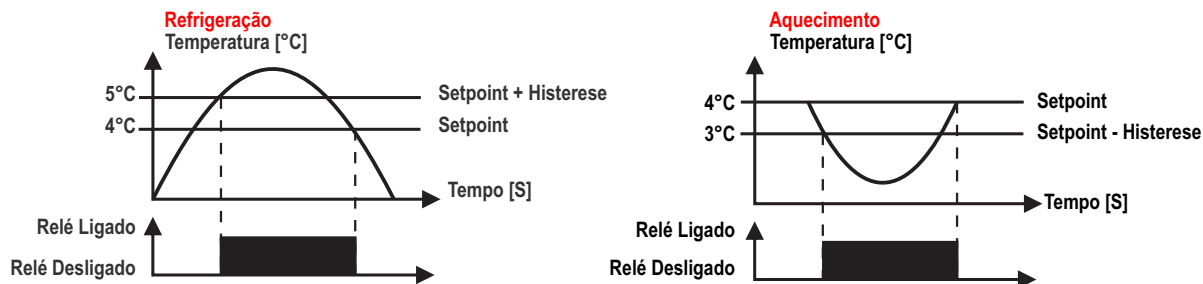 Refrigeração
Temperatura [°C]
5°C
Setpoint + Histerese
4°C
Setpoint
Tempo [S]
Relé Ligado
Relé Desligado
Aquecimento
Temperatura [°C]
4°C
Setpoint
3°C
Setpoint - Histerese
Tempo [S]
Relé Ligado
Relé Desligado